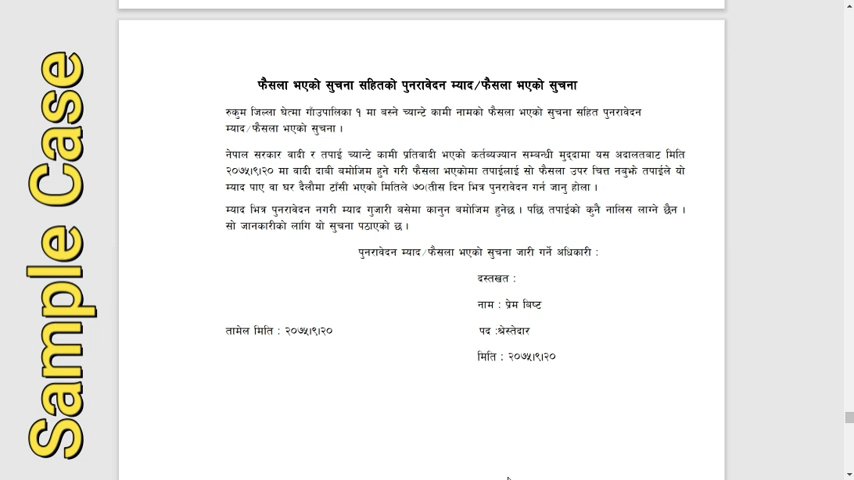 Sample Case
फैसला भएको सुचना सहितको पुनरावेदन म्याद/फैसला भएको सुचना
रुकुम जिल्ला घेत्मा गाँउपालिका १ मा बस्ने च्यान्टे कामी नामको फैसला भएको सुचना सहित पुनरावेदन
म्याद/फैसला भएको सुचना ।
नेपाल सरकार वादी र तपाई च्यान्टे कामी प्रतिवादी भएको कर्तव्यज्यान सम्बन्धी मुद्दामा यस अदालतबाट मिति
२०७५।९।२० मा वादी दाबी बमोजिम हुने गरी फैसला भएकोमा तपाईलाई सो फैसला उपर चित्त नबुझे तपाईले यो
म्याद पाए वा घर दैलौमा टाँसी भएको मितिले ७०(तीस दिन भित्र पुनरावेदन गर्न जानु होला ।
म्याद भित्र पुनरावेदन नगरी म्याद गुजारी बसेमा कानुन बमोजिम हुनेछ । पछि तपाईको कुनै नालिस लाग्ने छैन ।
सो जानकारीको लागि यो सुचना पठाएको छ ।
पुनरावेदन म्याद/फैसला भएको सुचना जारी गर्ने अधिकारी :
दस्तखत :
नाम : प्रेम बिष्ट
तामेल मिति : २०७५।९।२० पद :श्रेस्तेदार
मिति : २०७५।९।२०